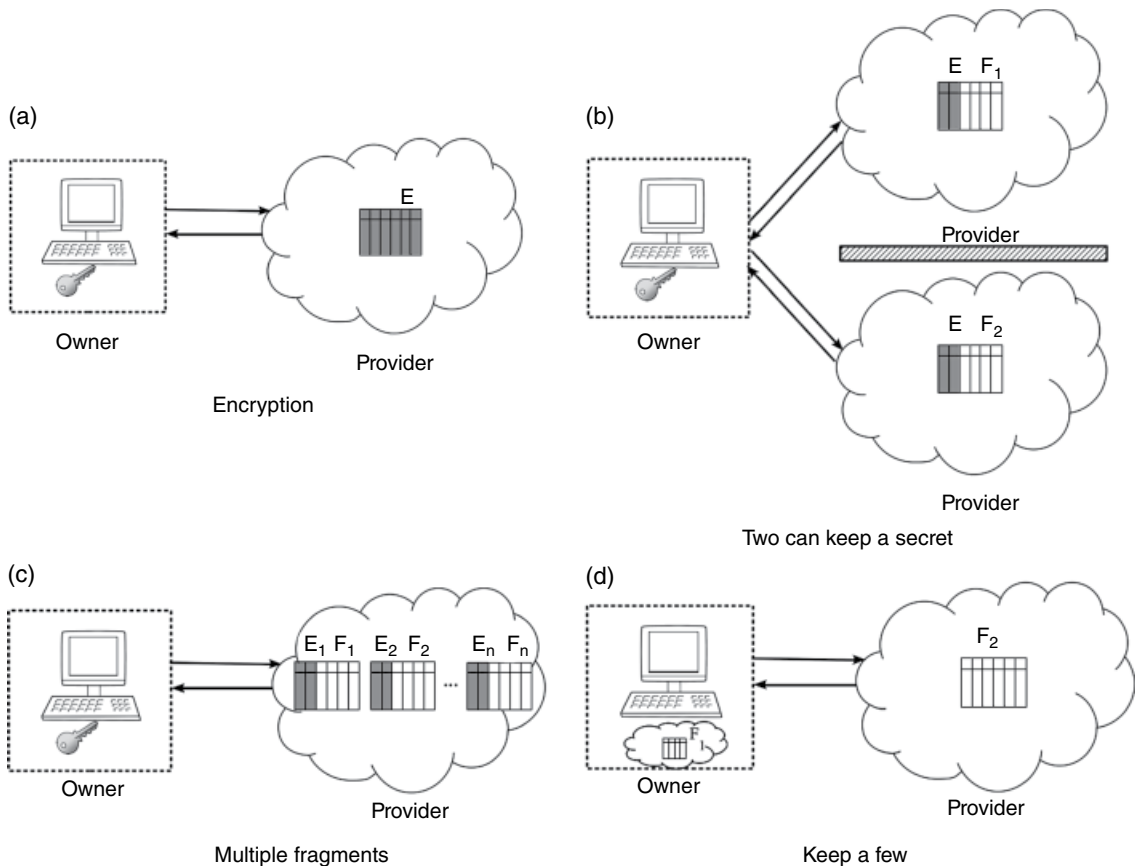 (a)
E
Owner
Provider
Encryption
(b)
E F₁
Provider
E F₂
Provider
Two can keep a secret
(c)
E₁ F₁ E₂ F₂ ... Eₙ Fₙ
Owner
Provider
Multiple fragments
(d)
F₂
F₁
Owner
Provider
Keep a few
Owner